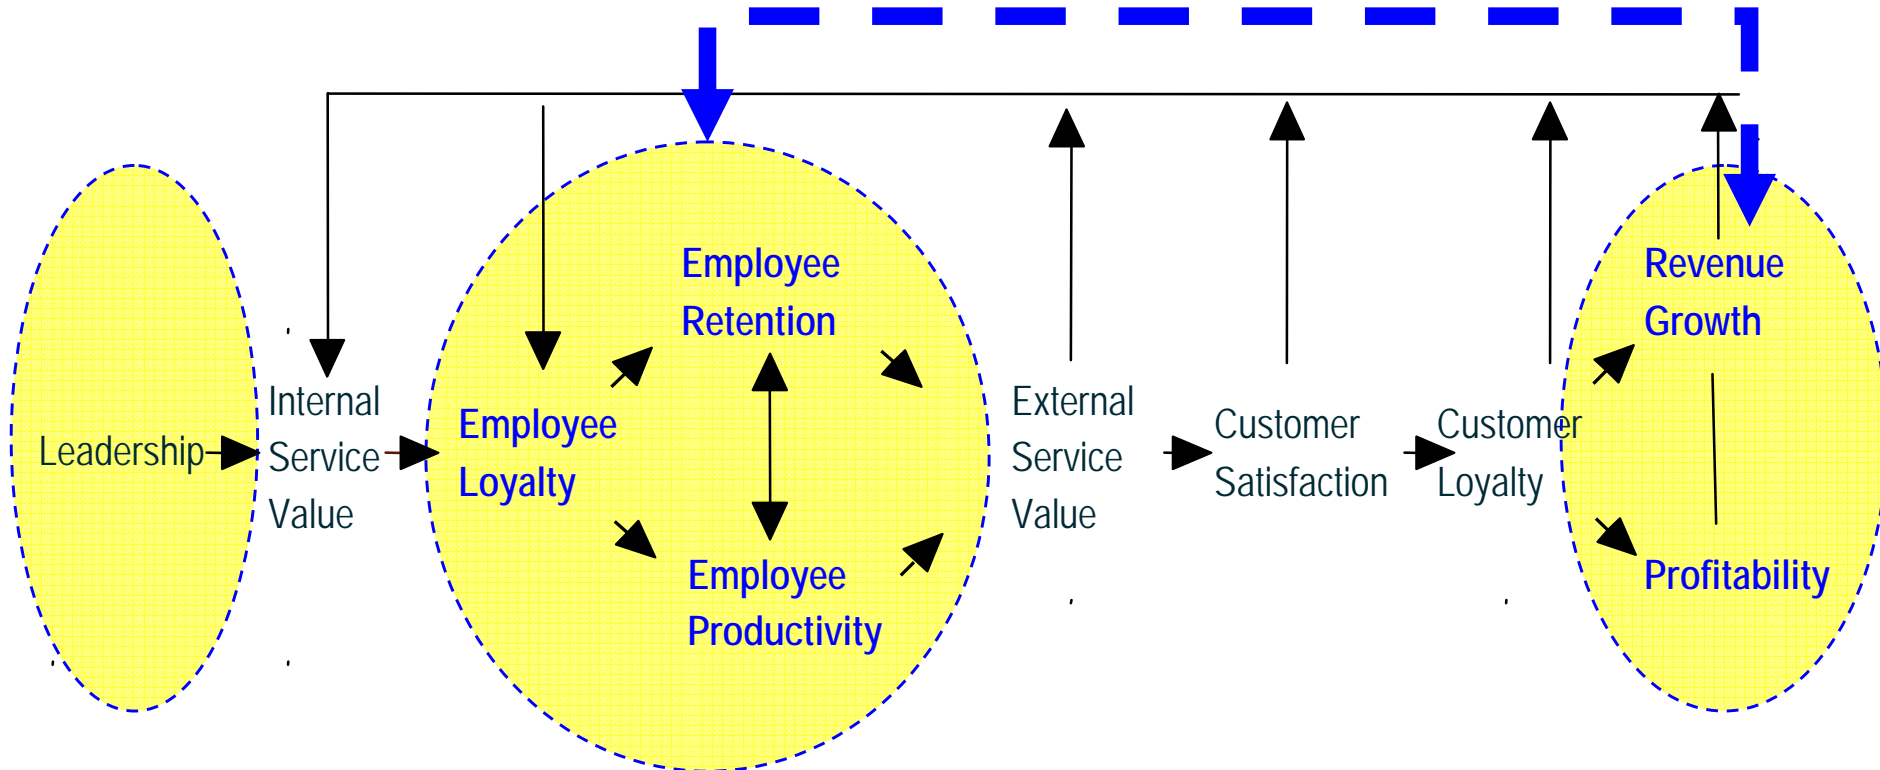 Leadership
Internal
Service
Value
Employee
Loyalty
Employee
Retention
Employee
Productivity
External
Service
Value
Customer
Satisfaction
Customer
Loyalty
Revenue
Growth
Profitability